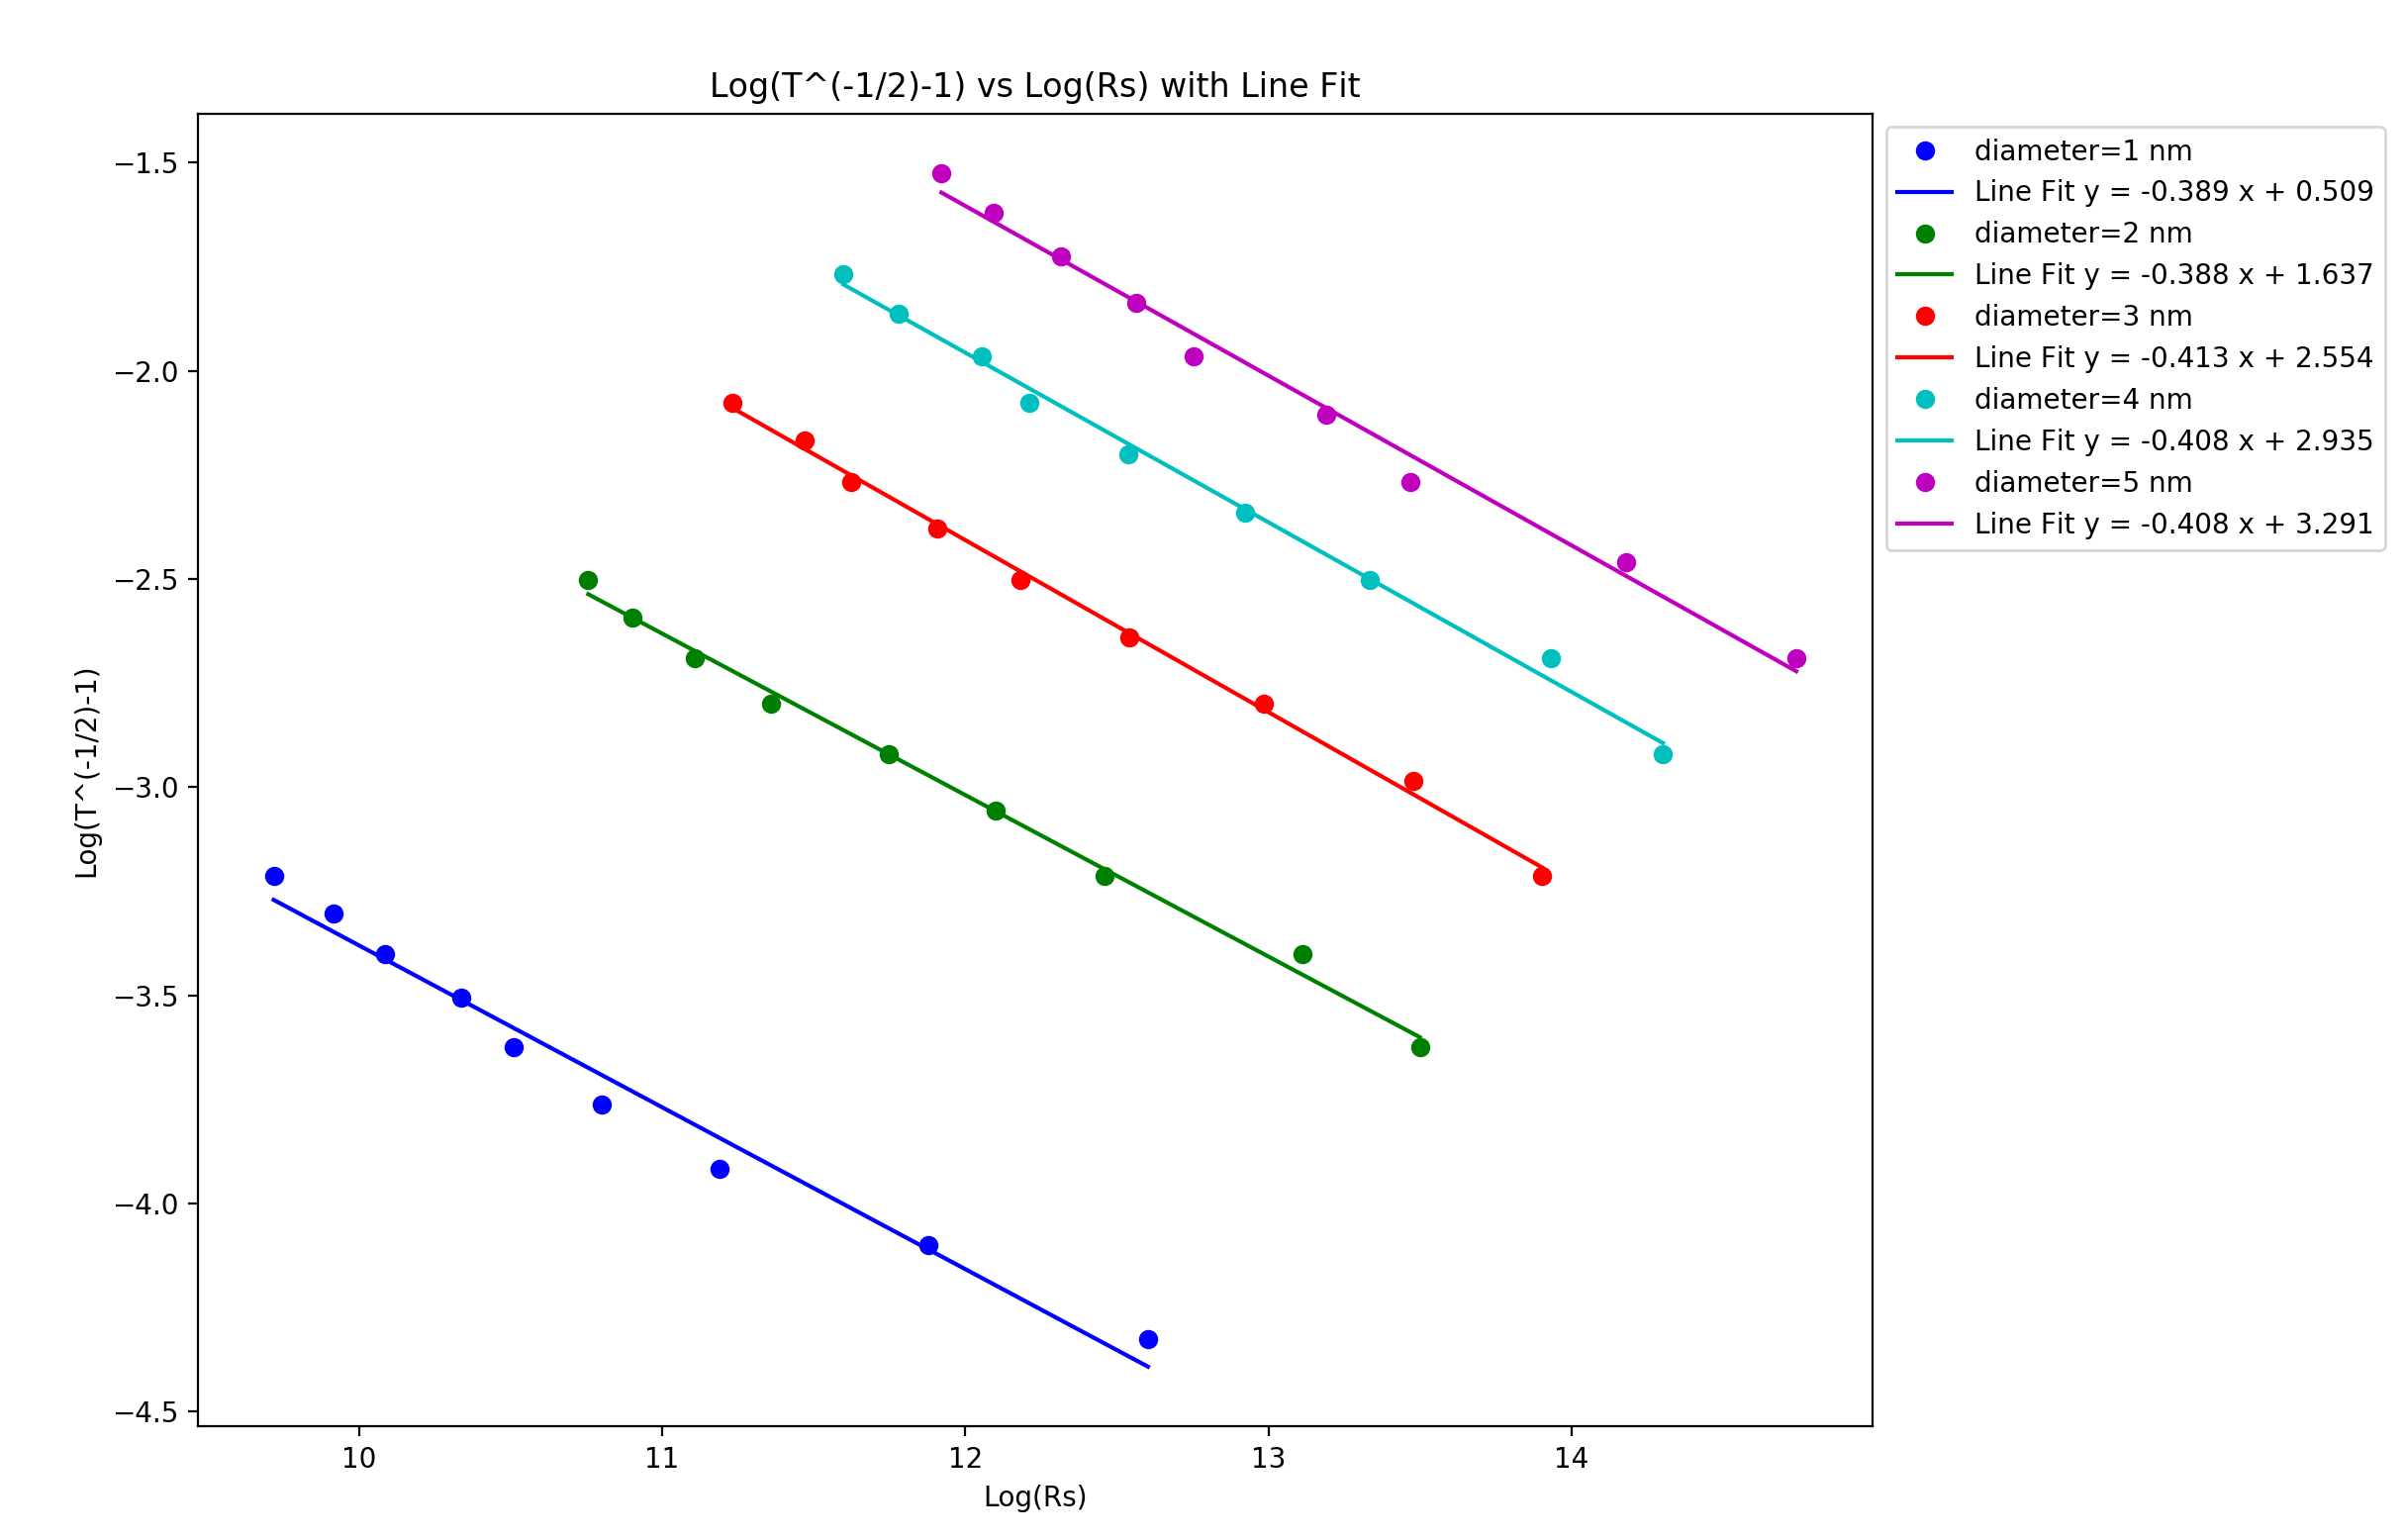 Log(T^(-1/2)-1) vs Log(Rs) with Line Fit
Log(T^(-1/2)-1)
−1.5
−2.0
−2.5
−3.0
−3.5
−4.0
−4.5
10
11
12
13
14
Log(Rs)
diameter=1 nm
Line Fit y = -0.389 x + 0.509
diameter=2 nm
Line Fit y = -0.388 x + 1.637
diameter=3 nm
Line Fit y = -0.413 x + 2.554
diameter=4 nm
Line Fit y = -0.408 x + 2.935
diameter=5 nm
Line Fit y = -0.408 x + 3.291